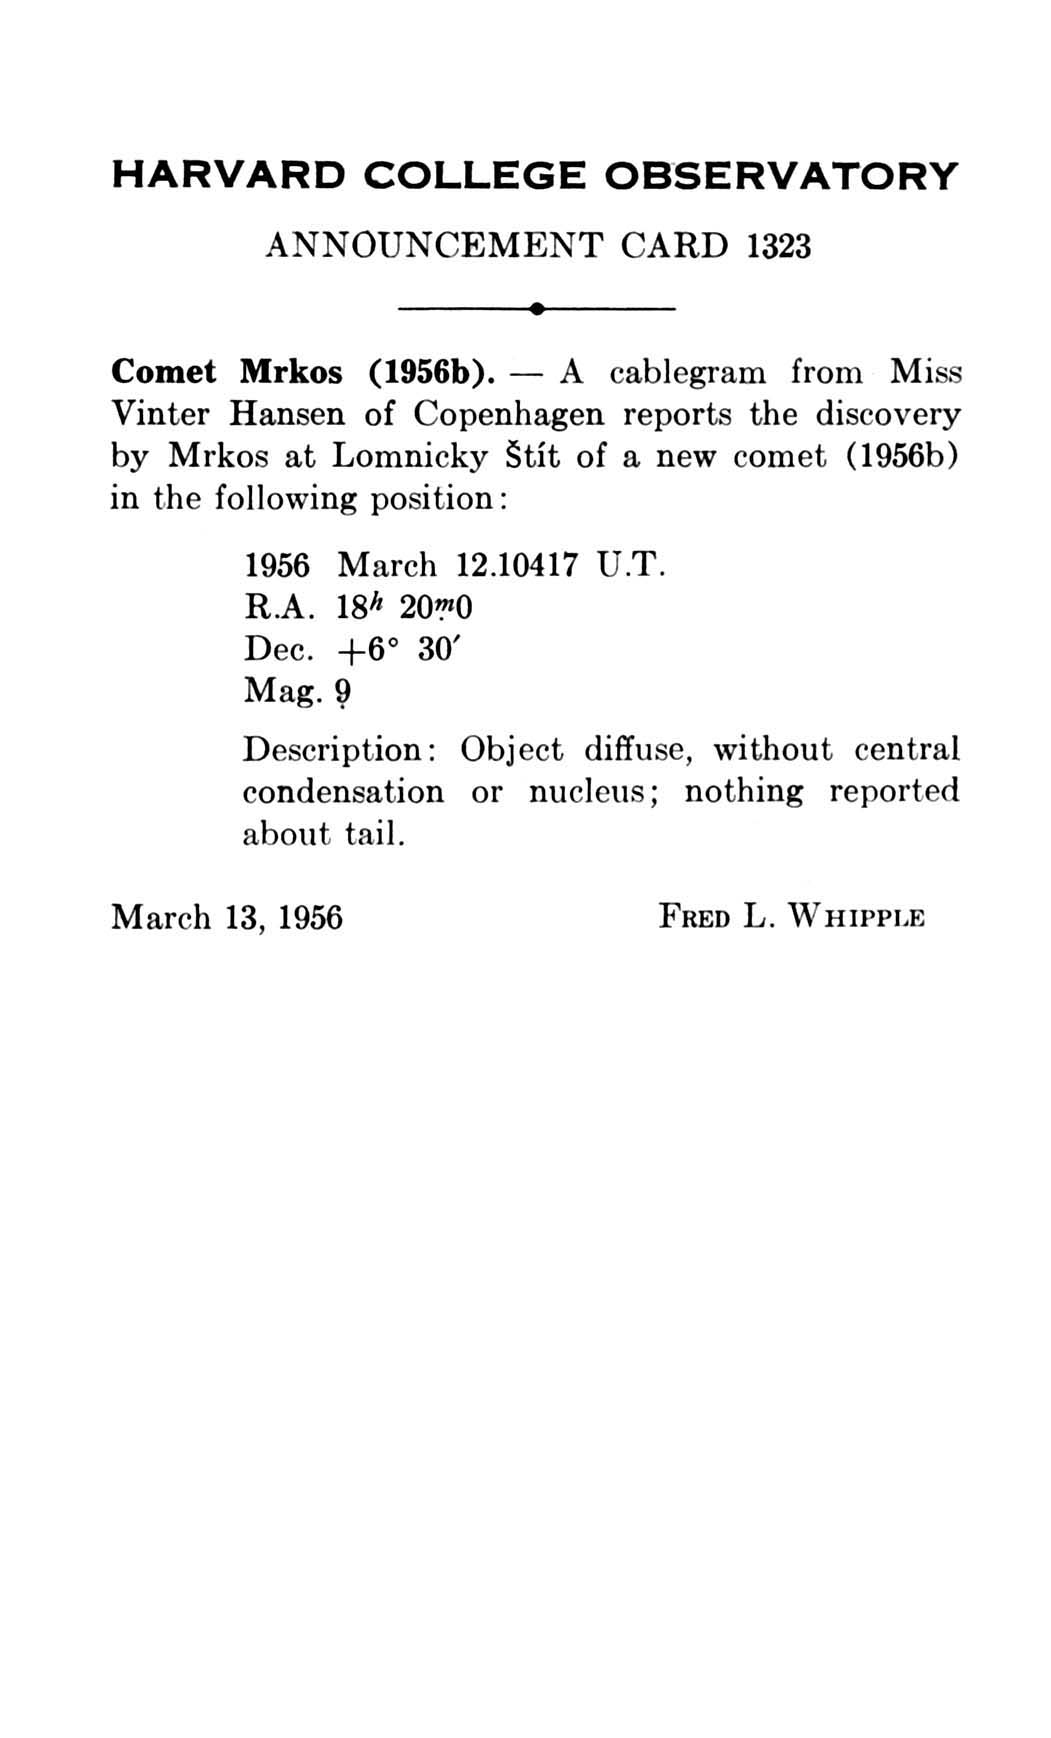 HARVARD COLLEGE OBSERVATORY
ANNOUNCEMENT CARD 1323
Comet Mrkos (1956b). — A cablegram from Miss
Vinter Hansen of Copenhagen reports the discovery
by Mrkos at Lomnicky Štít of a new comet (1956b)
in the following position:
1956 March 12.10417 U.T.
R.A. 18h 20m.0
Dec. +6° 30′
Mag. 9
Description: Object diffuse, without central
condensation or nucleus; nothing reported
about tail.
March 13, 1956 FRED L. WHIPPLE